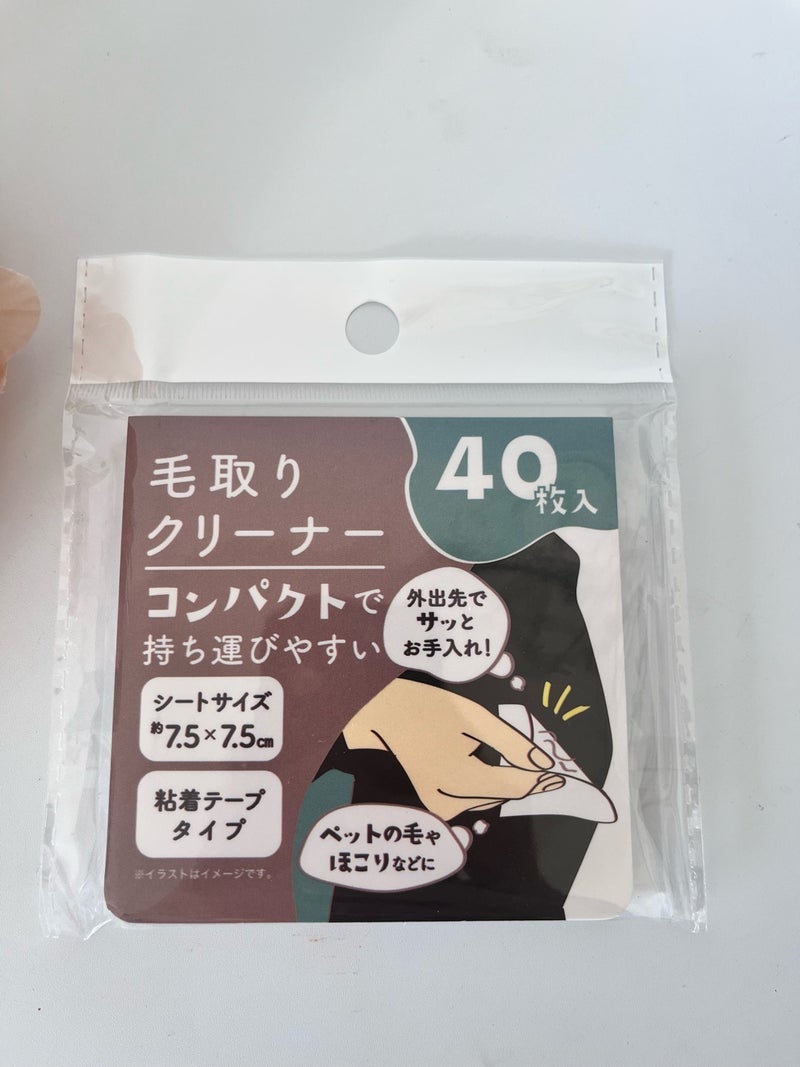 毛取り
クリーナー
40枚入
コンパクトで
持ち運びやすい
外出先で
サッと
お手入れ!
シートサイズ
約7.5×7.5cm
粘着テープ
タイプ
ペットの毛や
ほこりなどに
※イラストはイメージです。